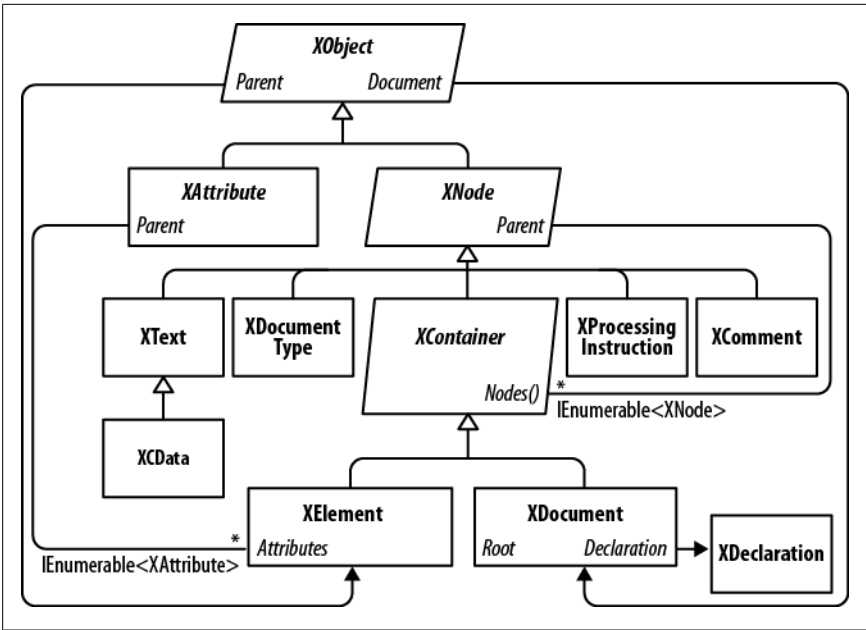 XObject
Parent Document
XAttribute
Parent
XNode
Parent
XText
XDocument
Type
XContainer
Nodes()
XProcessing
Instruction
XComment
*
IEnumerable<XNode>
XCData
XElement
Attributes
*
IEnumerable<XAttribute>
XDocument
Root Declaration
XDeclaration